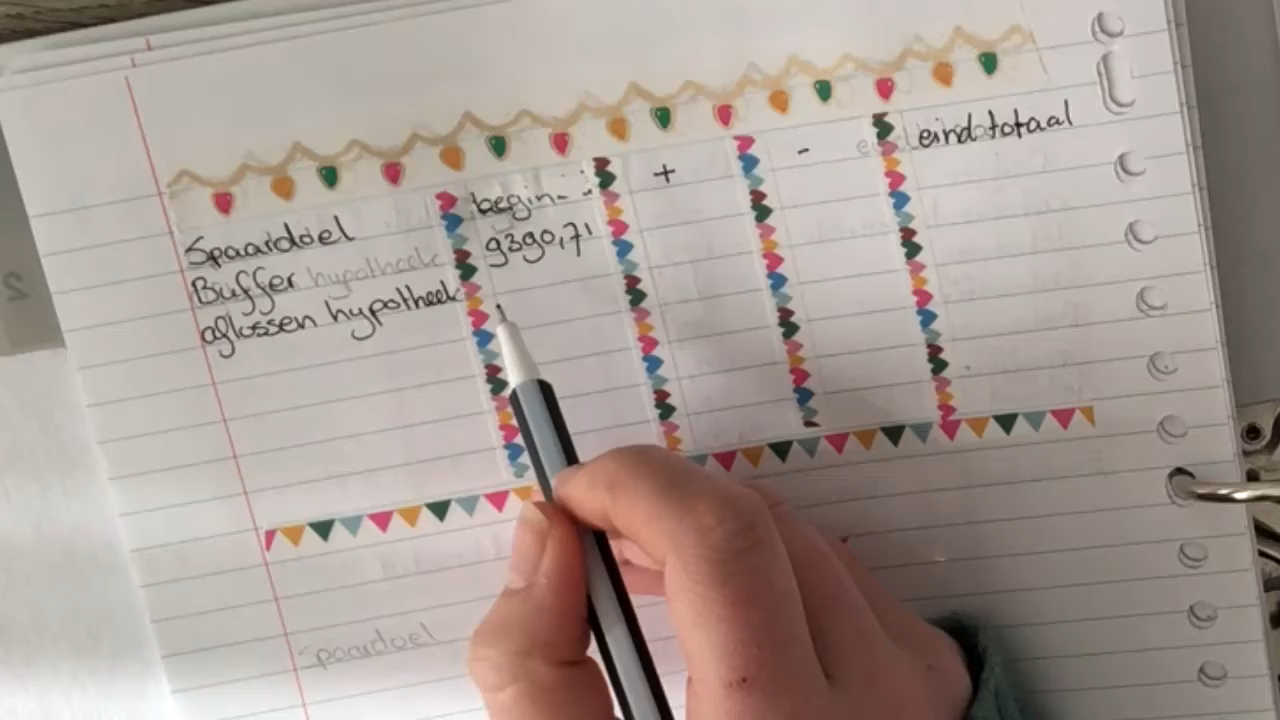 Spaardoel begin- + - eindtotaal
Buffer hypotheek 9390,71
aflossen hypotheek
spaardoel